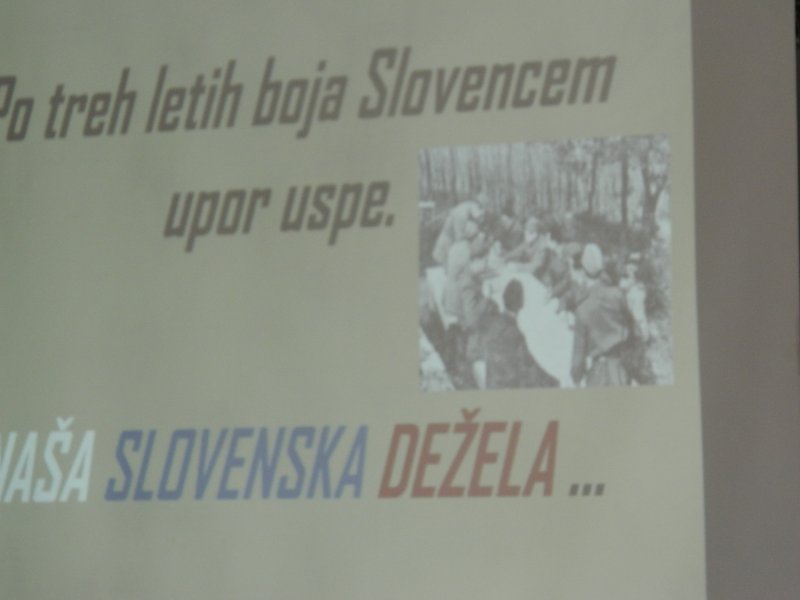 Po treh letih boja Slovencem
upor uspe.
NAŠA SLOVENSKA DEŽELA ...